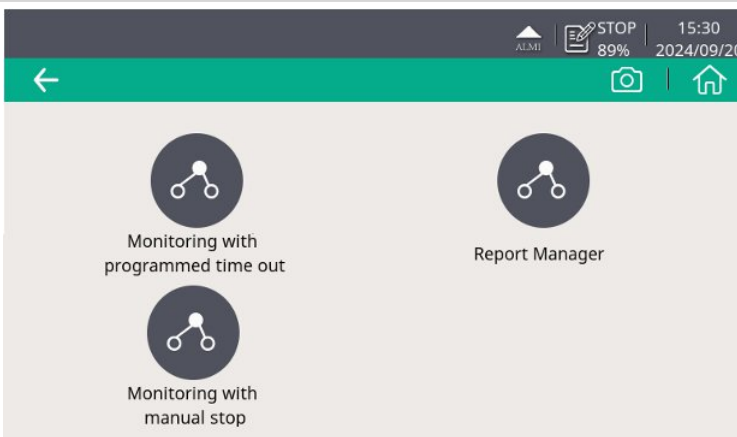 ALMI
STOP
89%
15:30
2024/09/20
Monitoring with
programmed time out
Report Manager
Monitoring with
manual stop